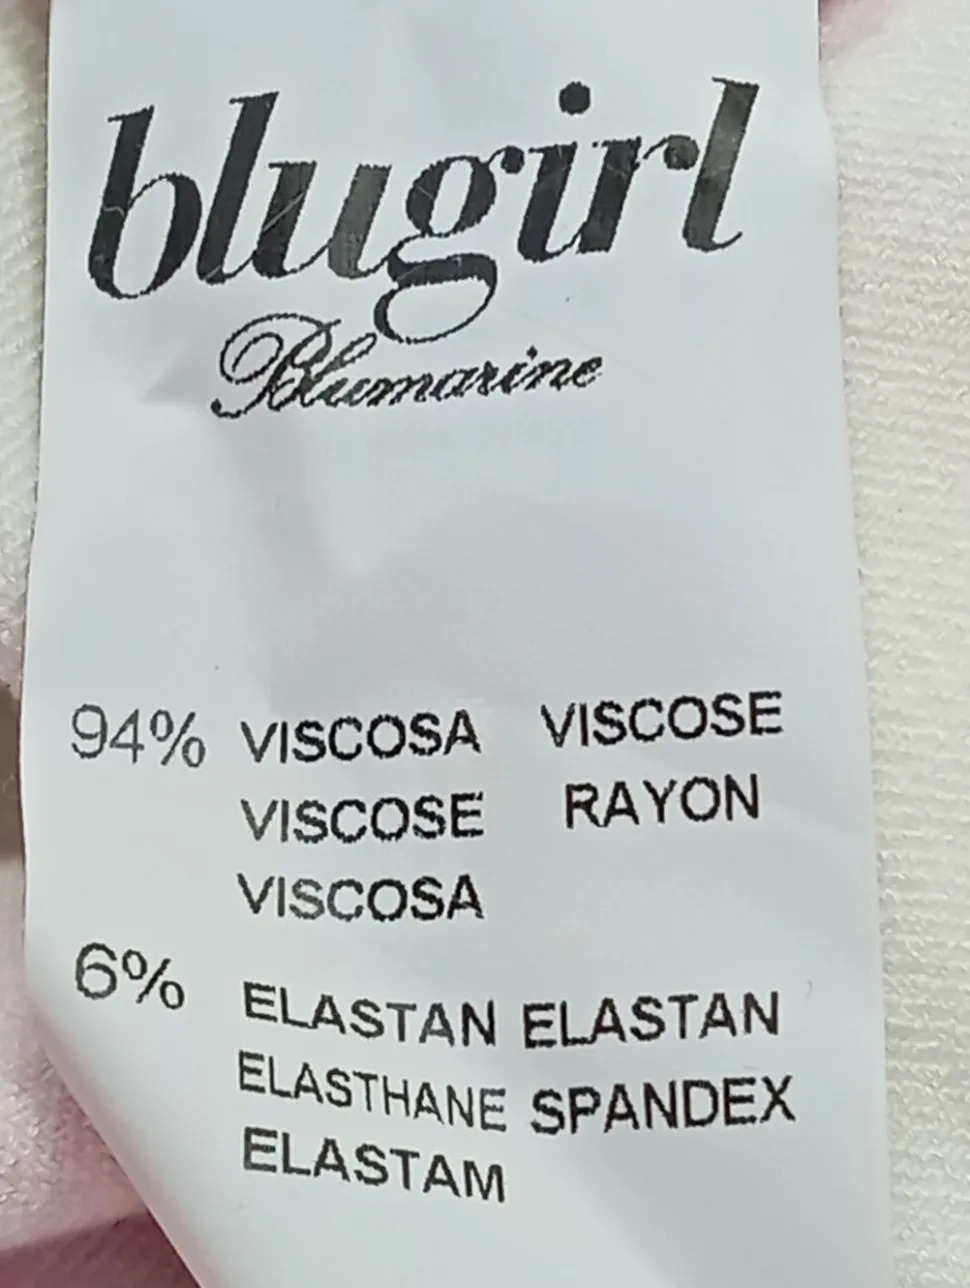 blugirl
Blumarine
94% VISCOSA VISCOSE
VISCOSE RAYON
VISCOSA
6% ELASTAN ELASTAN
ELASTHANE SPANDEX
ELASTAM